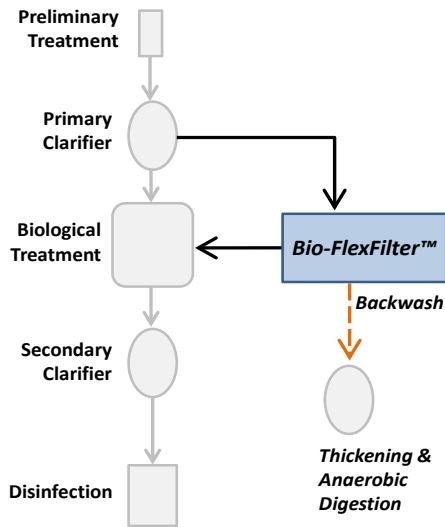 Preliminary
Treatment
Primary
Clarifier
Biological
Treatment
Bio-FlexFilter™
Backwash
Secondary
Clarifier
Thickening &
Anaerobic
Digestion
Disinfection